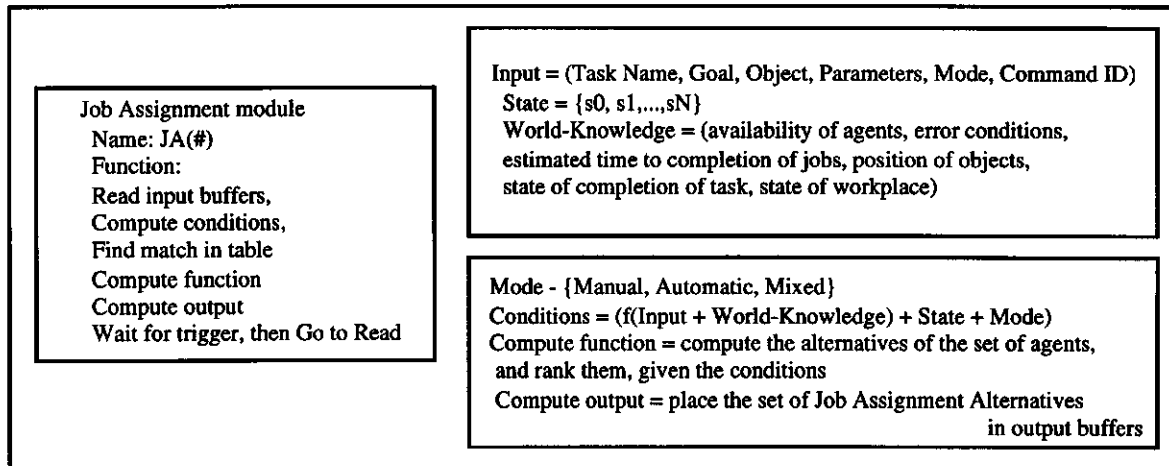 Job Assignment module
Name: JA(#)
Function:
Read input buffers,
Compute conditions,
Find match in table
Compute function
Compute output
Wait for trigger, then Go to Read
Input = (Task Name, Goal, Object, Parameters, Mode, Command ID)
State = {s0, s1,...,sN}
World-Knowledge = (availability of agents, error conditions,
estimated time to completion of jobs, position of objects,
state of completion of task, state of workplace)
Mode - {Manual, Automatic, Mixed}
Conditions = (f(Input + World-Knowledge) + State + Mode)
Compute function = compute the alternatives of the set of agents,
and rank them, given the conditions
Compute output = place the set of Job Assignment Alternatives
in output buffers